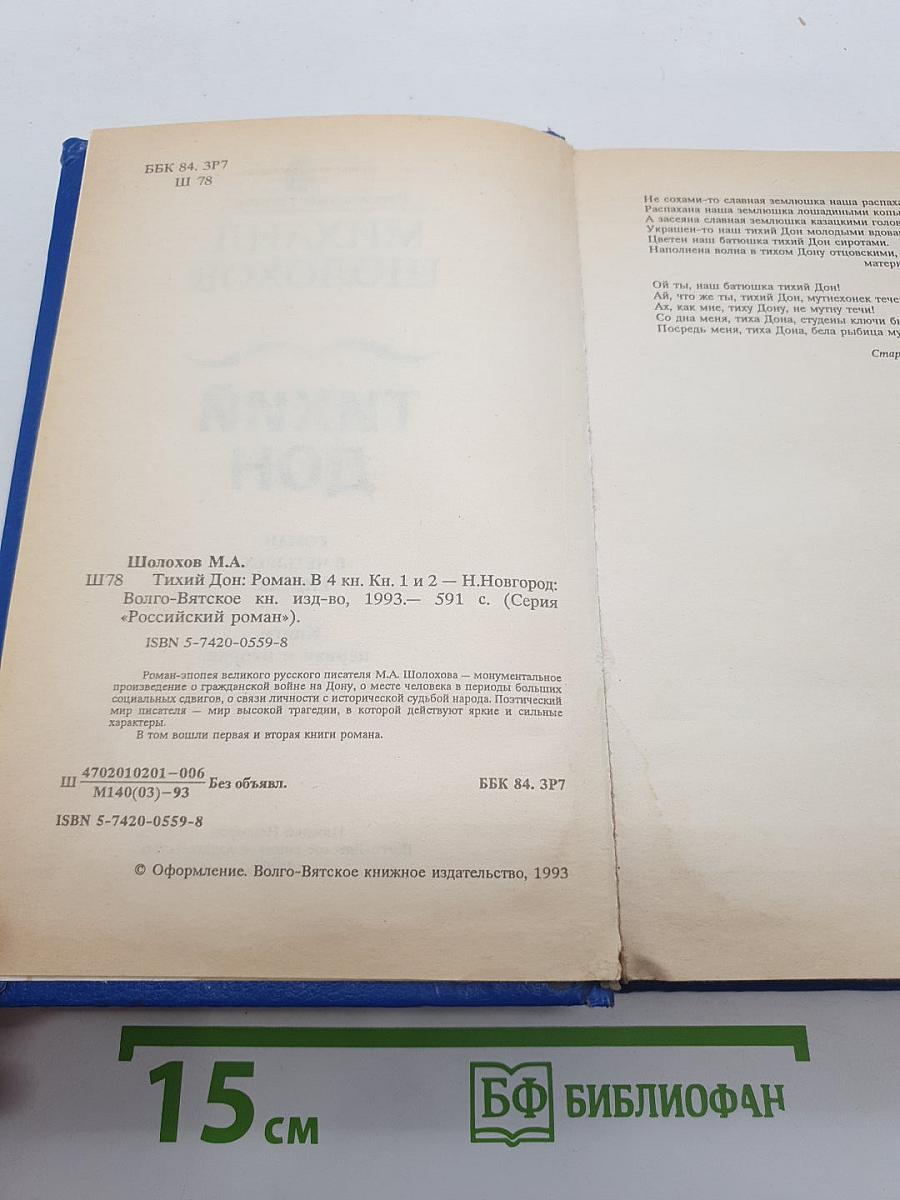 ББК 84. 3Р7
Ш 78
Шолохов М.А.
Ш78 Тихий Дон: Роман. В 4 кн. Кн. 1 и 2 — Н.Новгород:
Волго-Вятское кн. изд-во, 1993.— 591 с. (Серия
«Российский роман»).
ISBN 5-7420-0559-8
Роман-эпопея великого русского писателя М.А. Шолохова — монументальное
произведение о гражданской войне на Дону, о месте человека в периоды больших
социальных сдвигов, о связи личности с исторической судьбой народа. Поэтический
мир писателя — мир высокой трагедии, в которой действуют яркие и сильные
характеры.
В том вошли первая и вторая книги романа.
Ш 4702010201-006 Без объявл. ББК 84. 3Р7
М140(03)-93
ISBN 5-7420-0559-8
© Оформление. Волго-Вятское книжное издательство, 1993
Не сохами-то славная землюшка наша
Распахана наша землюшка лошадиными
А засеяна славная землюшка казацкими
Украшен-то наш тихий Дон молодыми
Цветен наш батюшка тихий Дон сиротами.
Наполнена волна в тихом Дону отцовскими,
Ой ты, наш батюшка тихий Дон!
Ай, что же ты, тихий Дон, мутнехонек
Ах, как мне, тиху Дону, не мутну течи!
Со дна меня, тиха Дона, студены ключи
Посредь меня, тиха Дона, бела рыбица
15 см
БФ БИБЛИОФАН